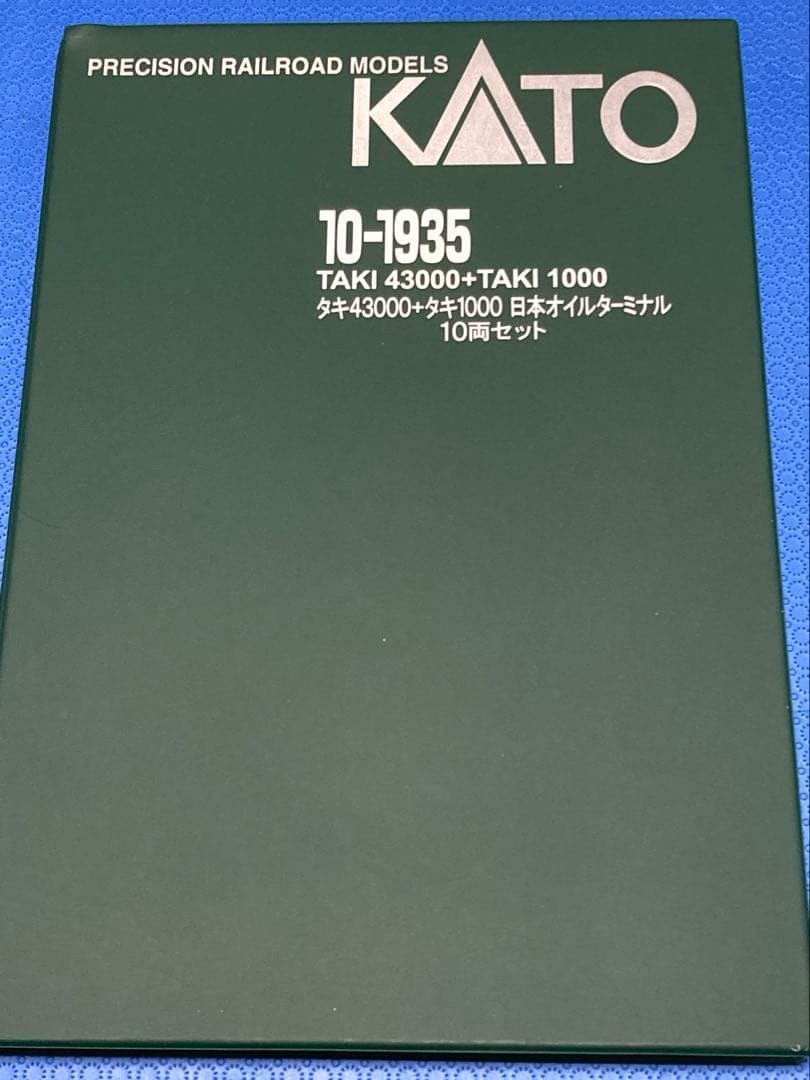 PRECISION RAILROAD MODELS
KATO
10-1935
TAKI 43000+TAKI 1000
タキ43000+タキ1000 日本オイルターミナル
10両セット